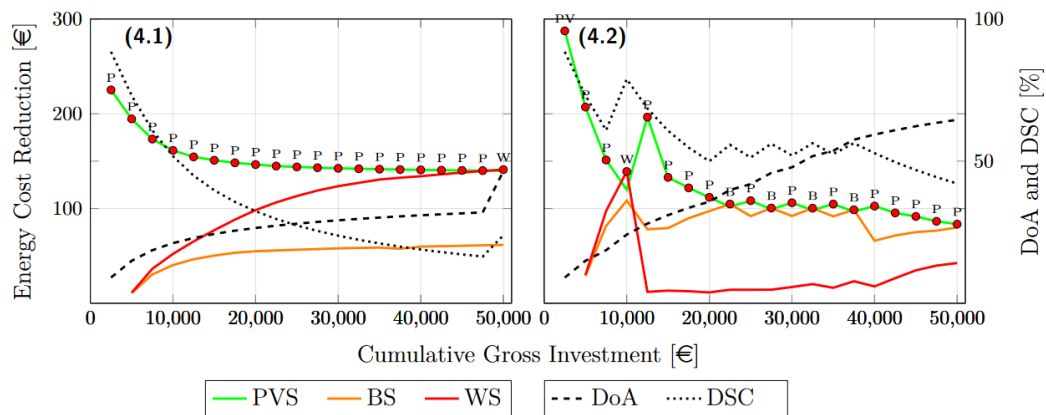 300
200
100
0
Energy Cost Reduction [€]
(4.1)
P P P P P P P P P P P P P P P P P P P W
0 10,000 20,000 30,000 40,000 50,000
(4.2)
PV P P W P P P P B P B P B P B P P P P P
0 10,000 20,000 30,000 40,000 50,000
100
50
DoA and DSC [%]
Cumulative Gross Investment [€]
PVS BS WS DoA DSC